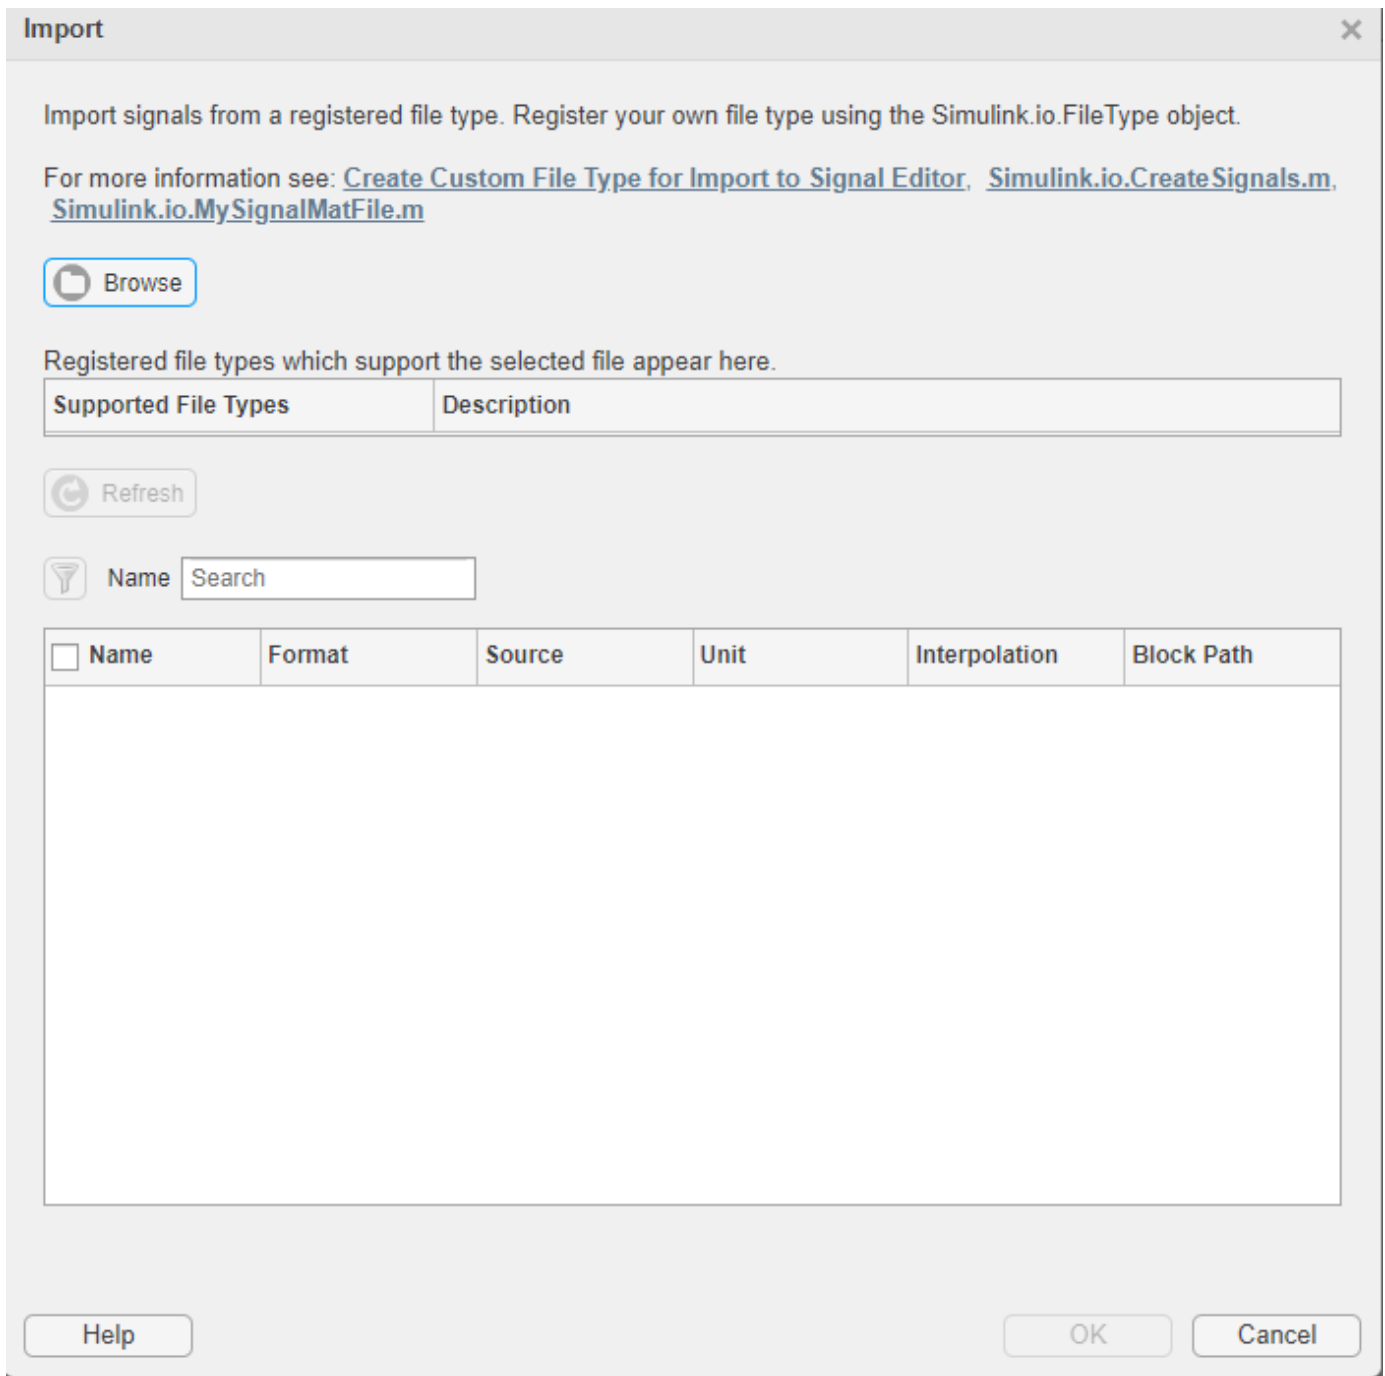 Import
Import signals from a registered file type. Register your own file type using the Simulink.io.FileType object.
For more information see: Create Custom File Type for Import to Signal Editor, Simulink.io.CreateSignals.m,
Simulink.io.MySignalMatFile.m
Browse
Registered file types which support the selected file appear here.
Supported File Types Description
Refresh
Name Search
Name Format Source Unit Interpolation Block Path
Help OK Cancel